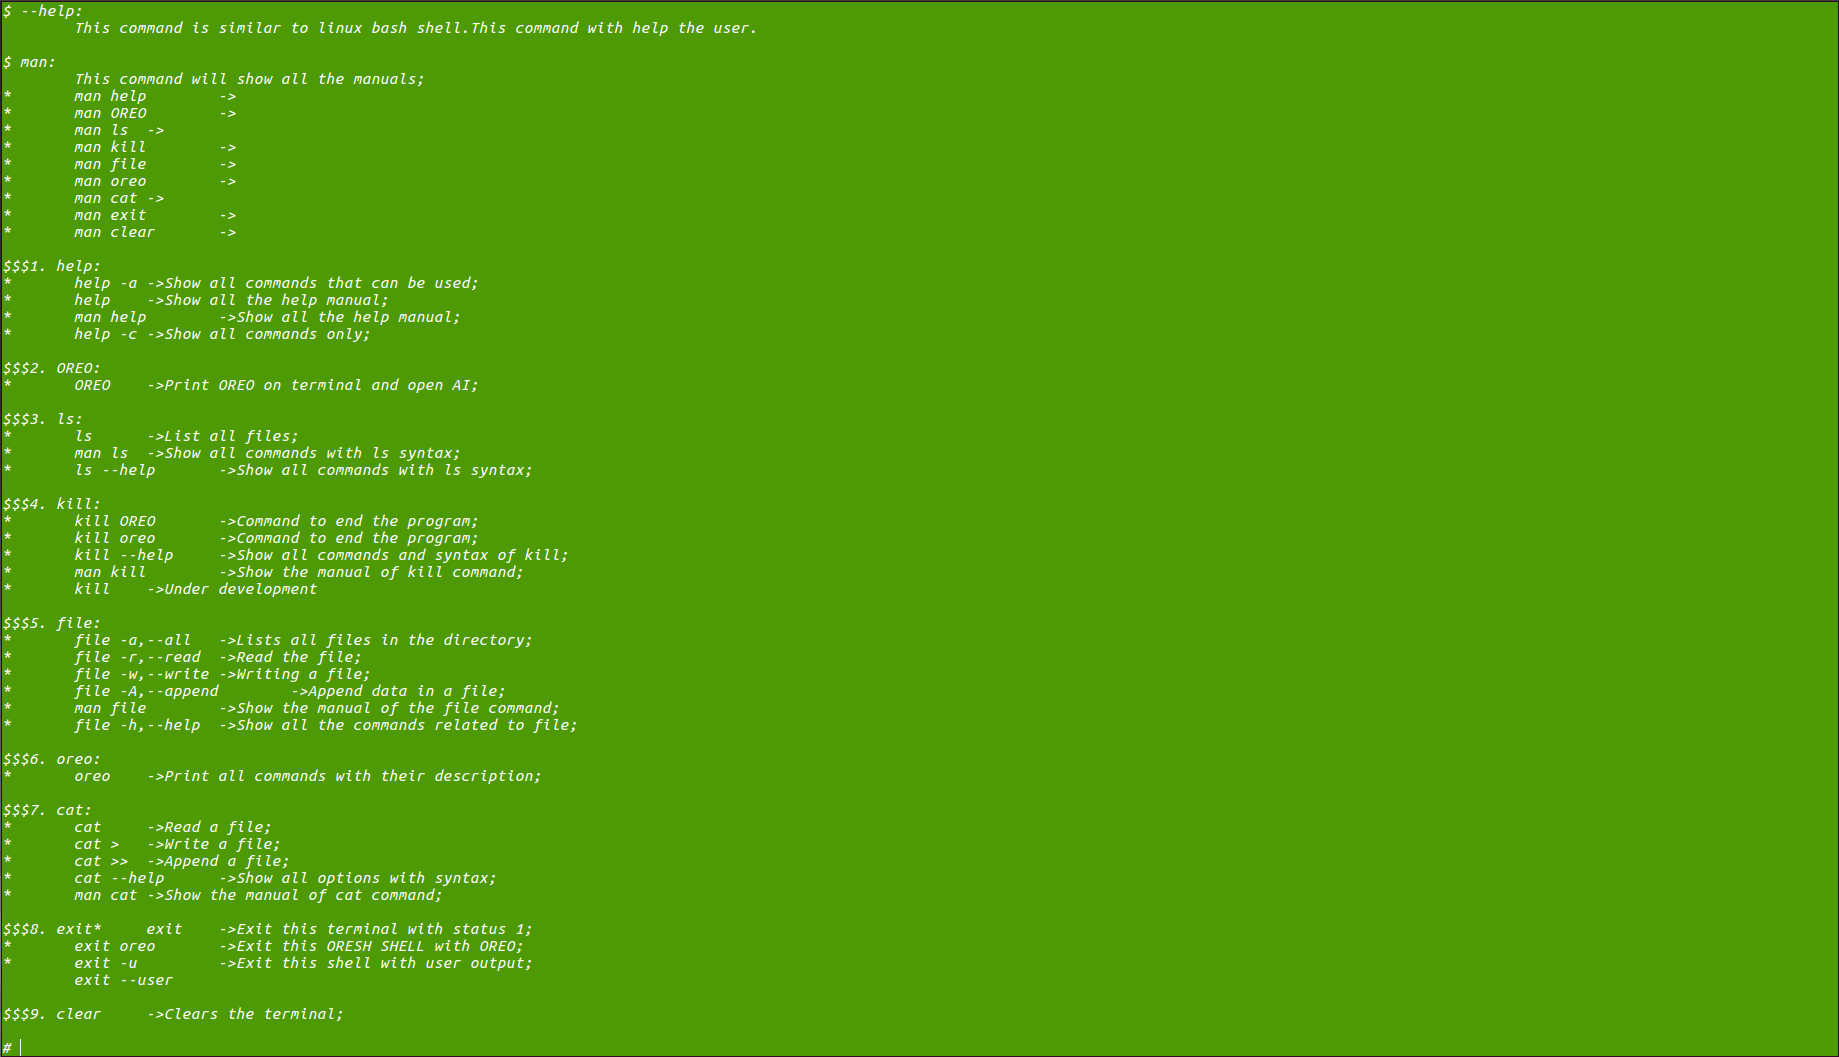 $ --help:
This command is similar to linux bash shell.This command with help the user.
$ man:
This command will show all the manuals;
* man help ->
* man OREO ->
* man ls ->
* man kill ->
* man file ->
* man oreo ->
* man cat ->
* man exit ->
* man clear ->
$$$1. help:
* help -a ->Show all commands that can be used;
* help ->Show all the help manual;
* man help ->Show all the help manual;
* help -c ->Show all commands only;
$$$2. OREO:
* OREO ->Print OREO on terminal and open AI;
$$$3. ls:
* ls ->List all files;
* man ls ->Show all commands with ls syntax;
* ls --help ->Show all commands with ls syntax;
$$$4. kill:
* kill OREO ->Command to end the program;
* kill oreo ->Command to end the program;
* kill --help ->Show all commands and syntax of kill;
* man kill ->Show the manual of kill command;
* kill ->Under development
$$$5. file:
* file -a,--all ->Lists all files in the directory;
* file -r,--read ->Read the file;
* file -w,--write ->Writing a file;
* file -A,--append ->Append data in a file;
* man file ->Show the manual of the file command;
* file -h,--help ->Show all the commands related to file;
$$$6. oreo:
* oreo ->Print all commands with their description;
$$$7. cat:
* cat ->Read a file;
* cat > ->Write a file;
* cat >> ->Append a file;
* cat --help ->Show all options with syntax;
* man cat ->Show the manual of cat command;
$$$8. exit* exit ->Exit this terminal with status 1;
* exit oreo ->Exit this ORESH SHELL with OREO;
* exit -u ->Exit this shell with user output;
exit --user
$$$9. clear ->Clears the terminal;
#